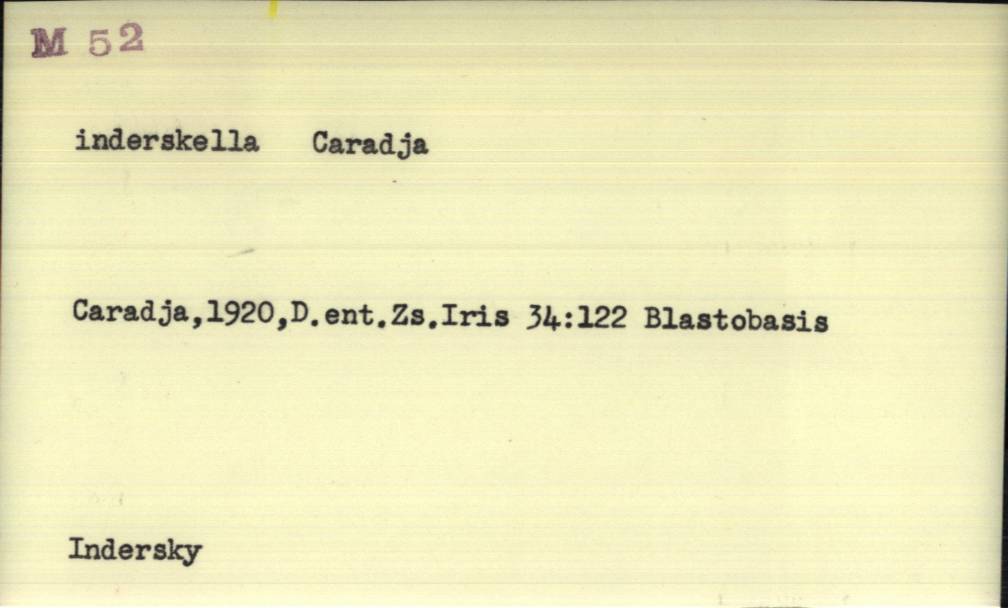 M 52
inderskella Caradja
Caradja,1920,D.ent.Zs.Iris 34:122 Blastobasis
Indersky